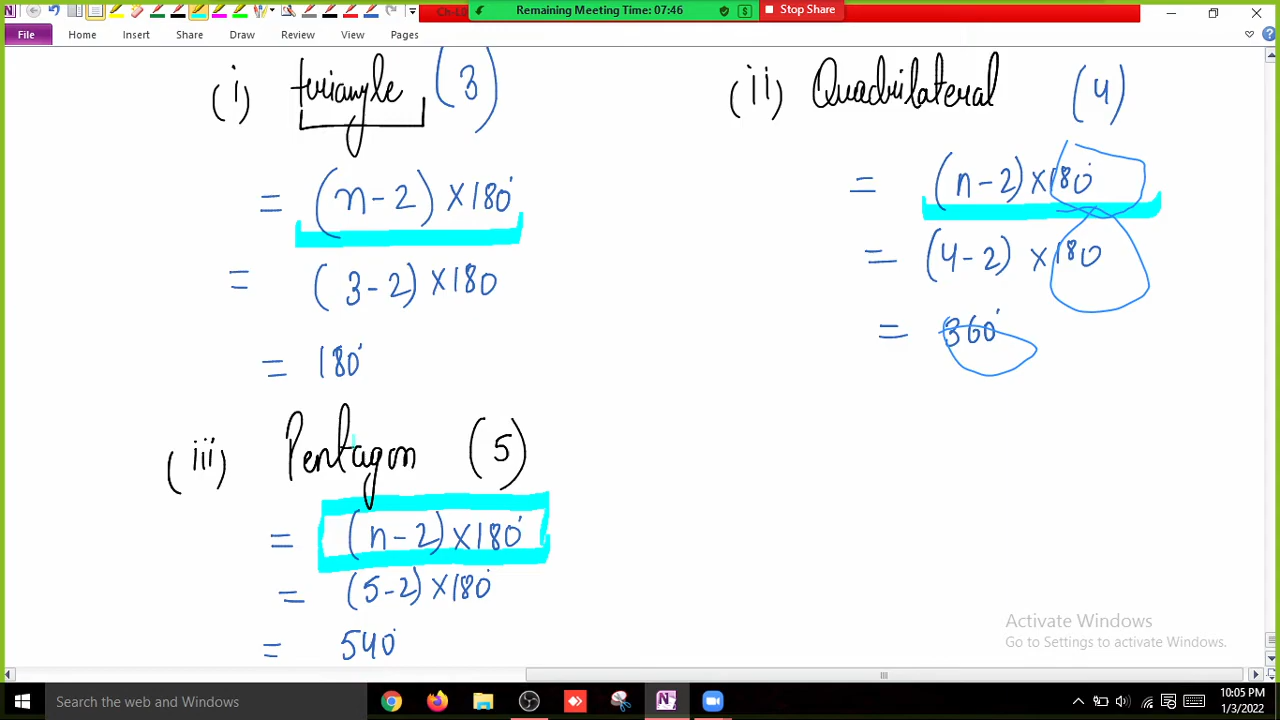 Ch-L
Remaining Meeting Time: 07:46
$
Stop Share
File Home Insert Share Draw Review View Pages
(i) triangle (3)
= (n-2) ×180°
= (3-2) ×180
= 180°
(ii) Quadrilateral (4)
= (n-2)×180°
= (4-2) ×180
= 360°
(iii) Pentagon (5)
= (n-2)×180°
= (5-2)×180°
= 540°
Activate Windows
Go to Settings to activate Windows.
Search the web and Windows
10:05 PM
1/3/2022